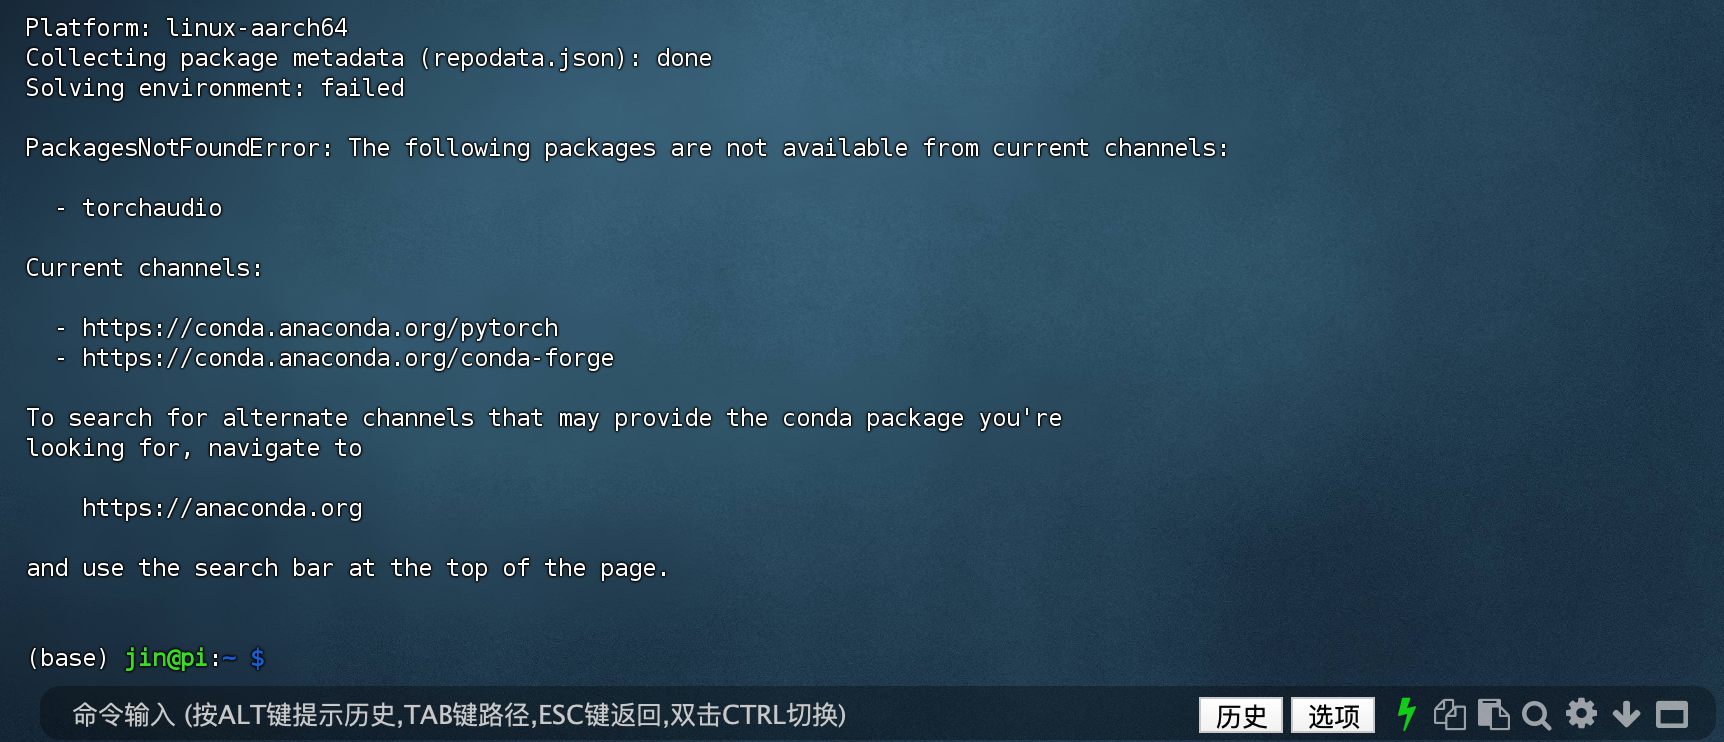 Platform: linux-aarch64
Collecting package metadata (repodata.json): done
Solving environment: failed
PackagesNotFoundError: The following packages are not available from current channels:
- torchaudio
Current channels:
- https://conda.anaconda.org/pytorch
- https://conda.anaconda.org/conda-forge
To search for alternate channels that may provide the conda package you're
looking for, navigate to
https://anaconda.org
and use the search bar at the top of the page.
(base) jin@pi:~ $
命令输入 (按ALT键提示历史,TAB键路径,ESC键返回,双击CTRL切换) 历史 选项